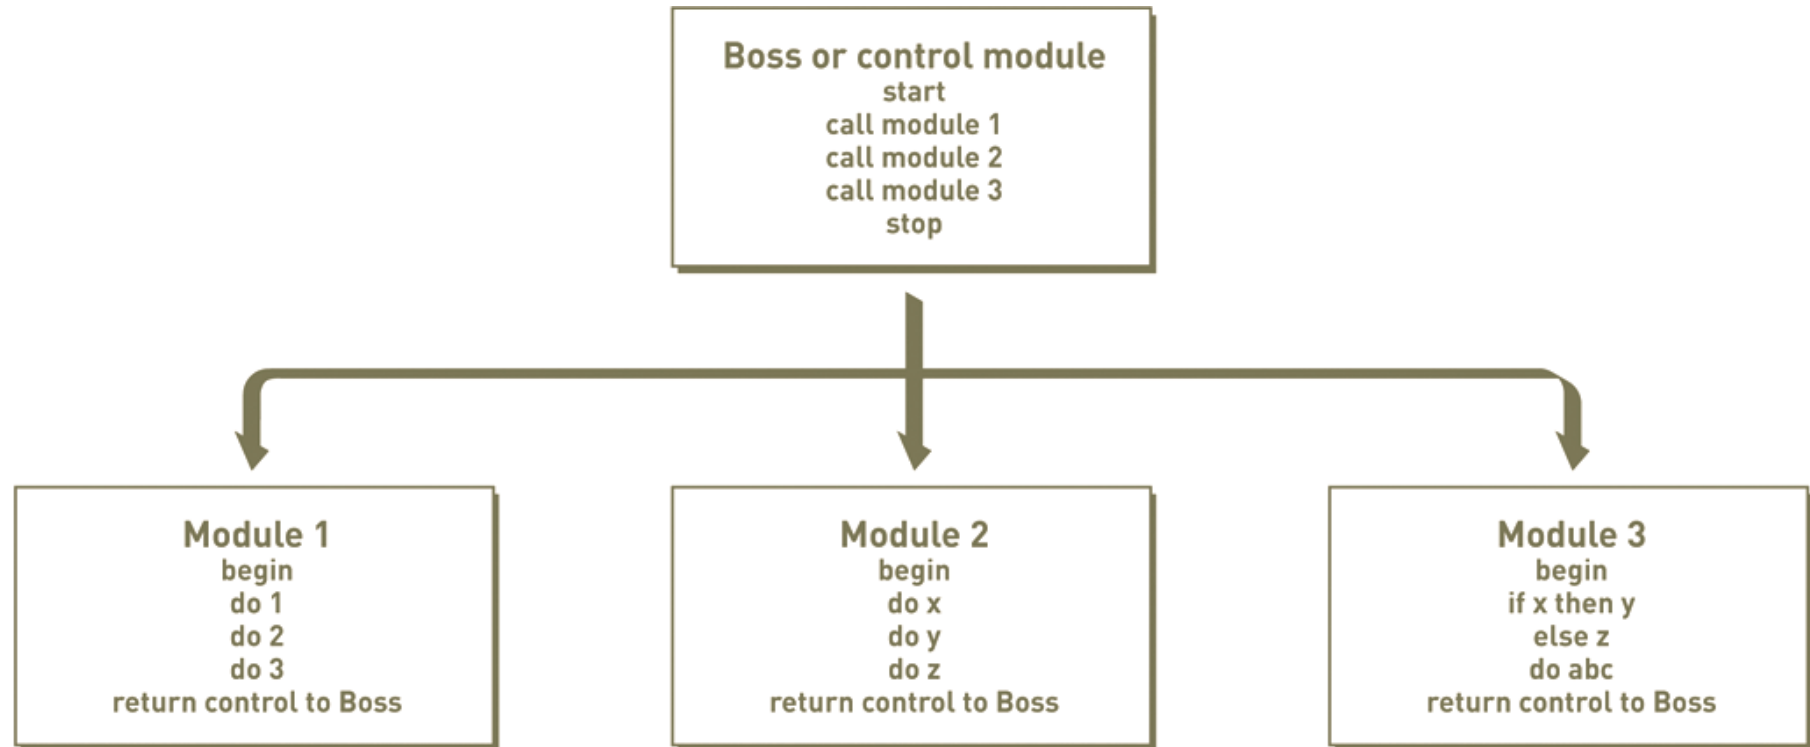 Boss or control module
start
call module 1
call module 2
call module 3
stop
Module 1
begin
do 1
do 2
do 3
return control to Boss
Module 2
begin
do x
do y
do z
return control to Boss
Module 3
begin
if x then y
else z
do abc
return control to Boss